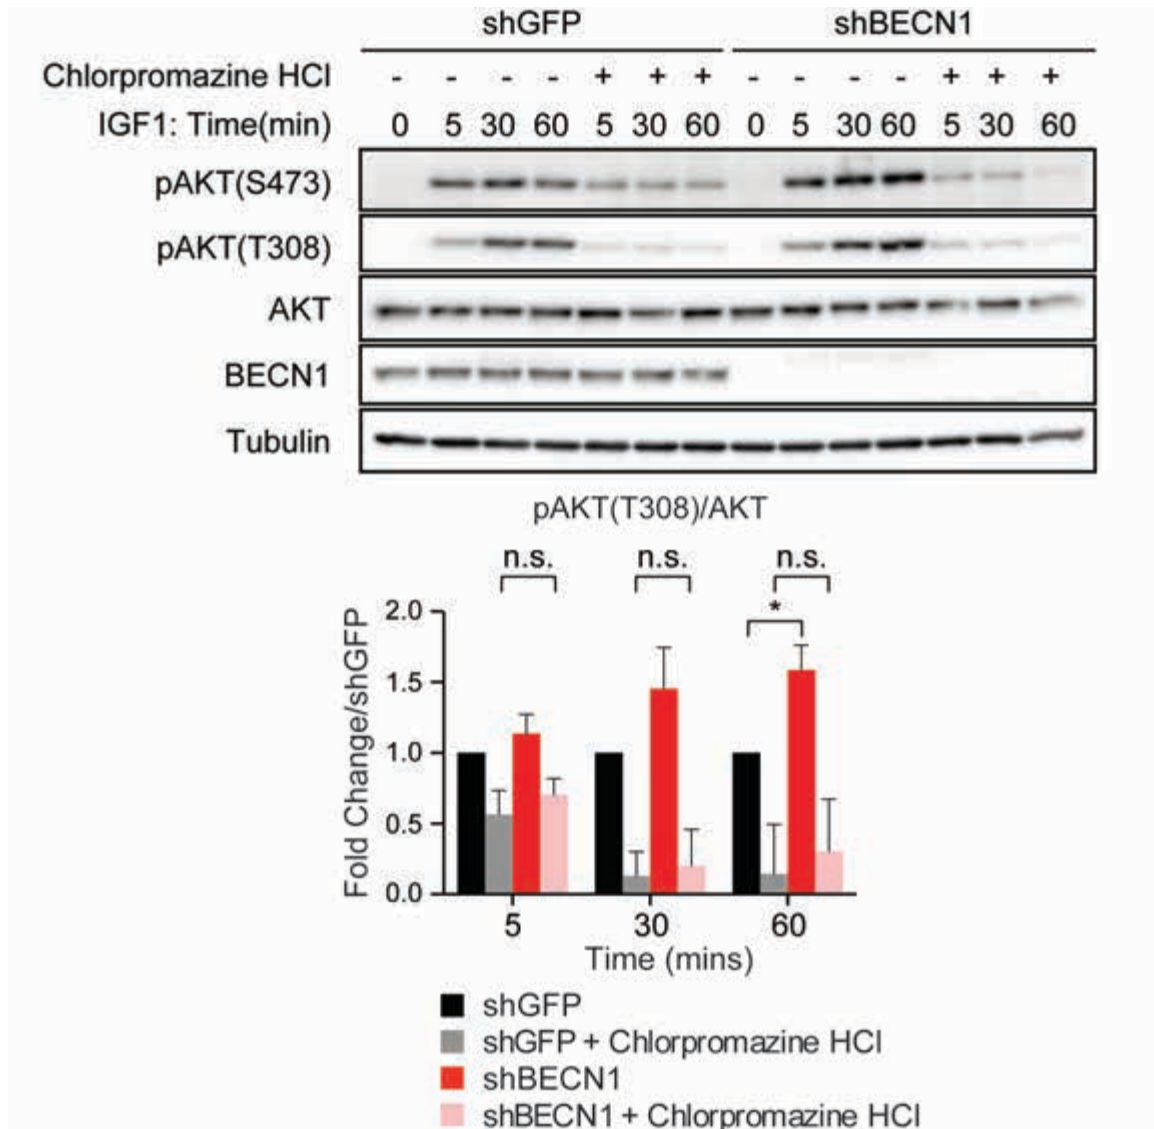 shGFP shBECN1
Chlorpromazine HCl - - - - + + + - - - - + + +
IGF1: Time(min) 0 5 30 60 5 30 60 0 5 30 60 5 30 60
pAKT(S473)
pAKT(T308)
AKT
BECN1
Tubulin
pAKT(T308)/AKT
n.s. n.s. n.s.
*
2.0
1.5
1.0
0.5
0.0
Fold Change/shGFP
5 30 60
Time (mins)
shGFP
shGFP + Chlorpromazine HCl
shBECN1
shBECN1 + Chlorpromazine HCl